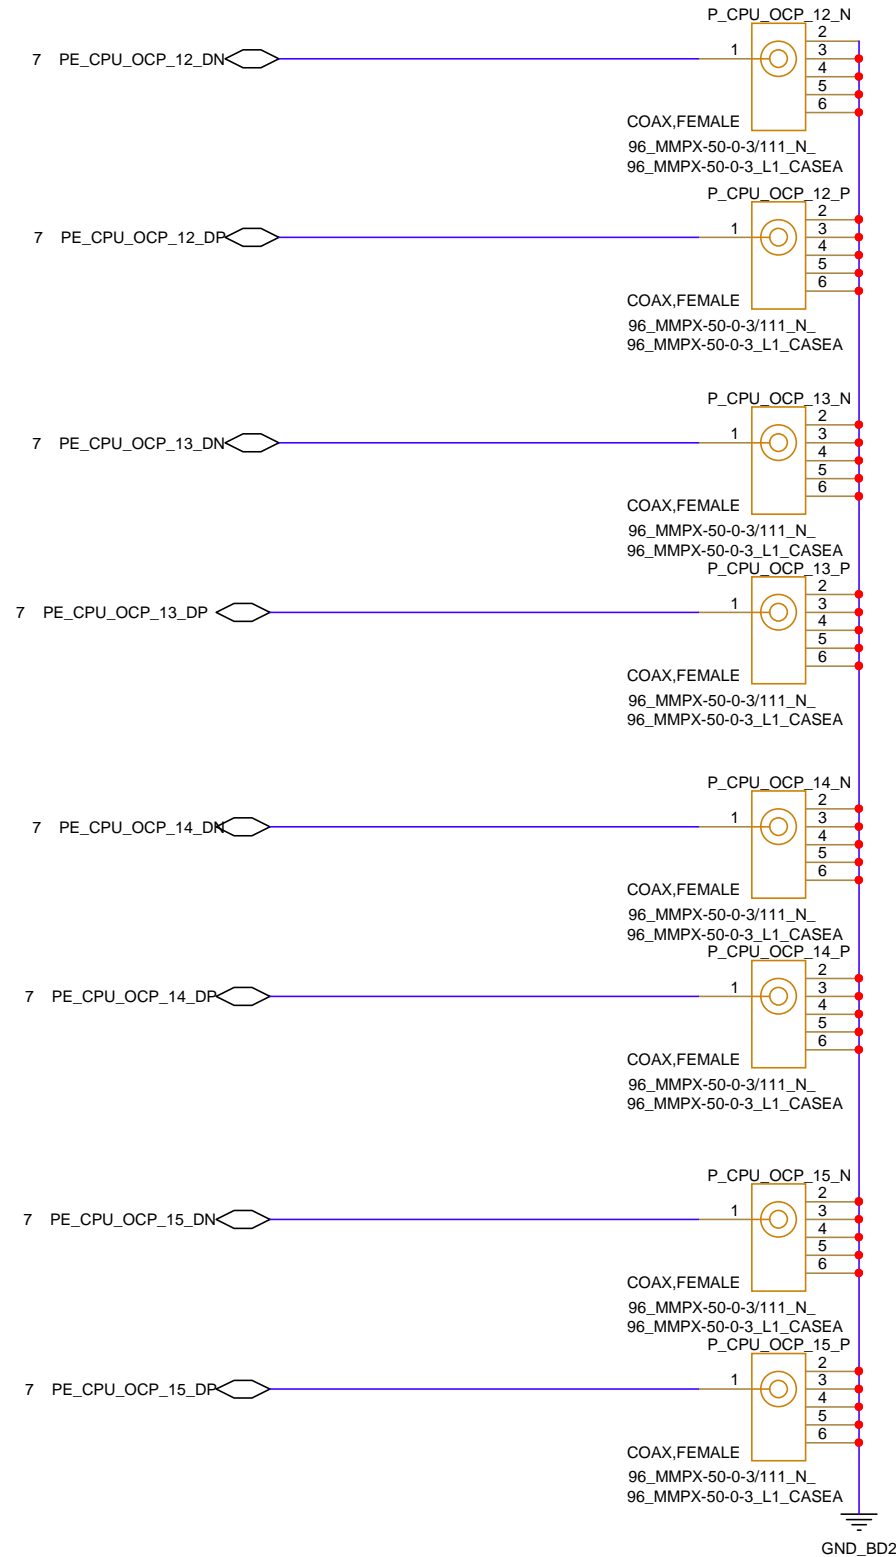 P_CPU_OCP_12_N
7 PE_CPU_OCP_12_DN
1
2
3
4
5
6
COAX,FEMALE
96_MMPX-50-0-3/111_N_
96_MMPX-50-0-3_L1_CASEA
P_CPU_OCP_12_P
7 PE_CPU_OCP_12_DP
1
2
3
4
5
6
COAX,FEMALE
96_MMPX-50-0-3/111_N_
96_MMPX-50-0-3_L1_CASEA
P_CPU_OCP_13_N
7 PE_CPU_OCP_13_DN
1
2
3
4
5
6
COAX,FEMALE
96_MMPX-50-0-3/111_N_
96_MMPX-50-0-3_L1_CASEA
P_CPU_OCP_13_P
7 PE_CPU_OCP_13_DP
1
2
3
4
5
6
COAX,FEMALE
96_MMPX-50-0-3/111_N_
96_MMPX-50-0-3_L1_CASEA
P_CPU_OCP_14_N
7 PE_CPU_OCP_14_DN
1
2
3
4
5
6
COAX,FEMALE
96_MMPX-50-0-3/111_N_
96_MMPX-50-0-3_L1_CASEA
P_CPU_OCP_14_P
7 PE_CPU_OCP_14_DP
1
2
3
4
5
6
COAX,FEMALE
96_MMPX-50-0-3/111_N_
96_MMPX-50-0-3_L1_CASEA
P_CPU_OCP_15_N
7 PE_CPU_OCP_15_DN
1
2
3
4
5
6
COAX,FEMALE
96_MMPX-50-0-3/111_N_
96_MMPX-50-0-3_L1_CASEA
P_CPU_OCP_15_P
7 PE_CPU_OCP_15_DP
1
2
3
4
5
6
COAX,FEMALE
96_MMPX-50-0-3/111_N_
96_MMPX-50-0-3_L1_CASEA
GND_BD2